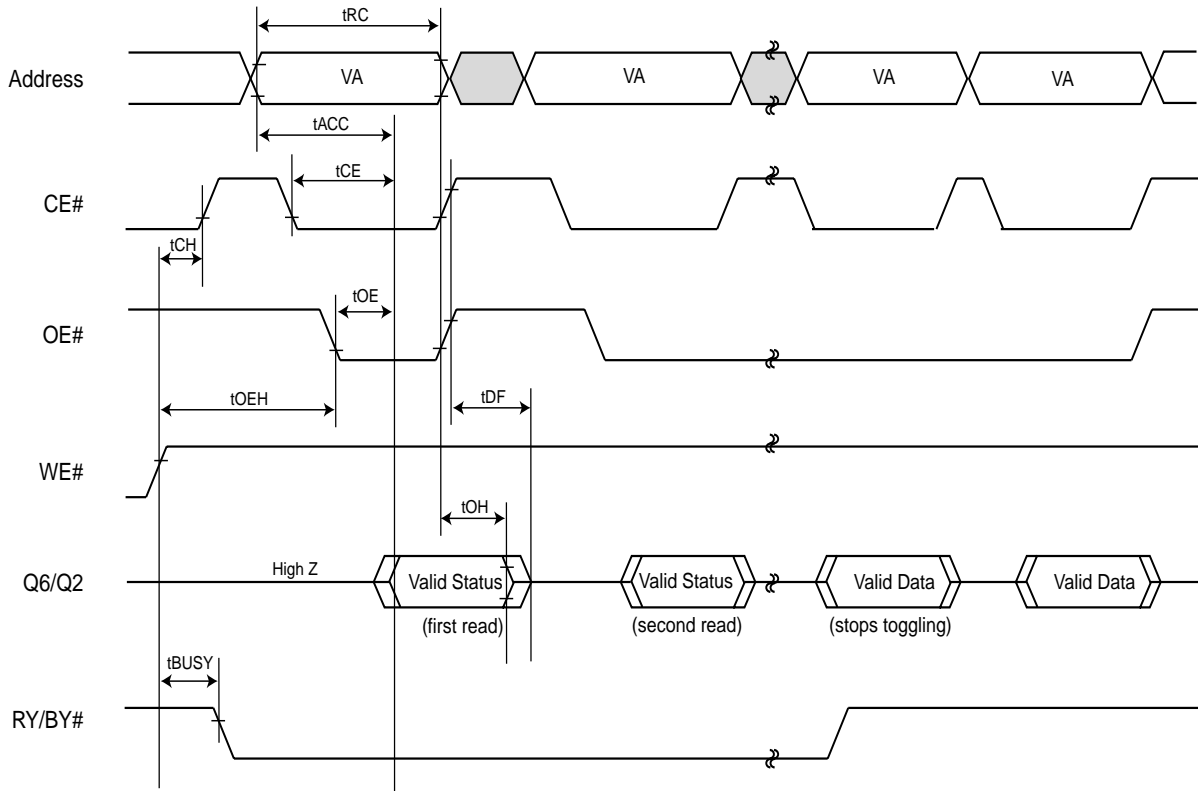 tRC
Address
VA
VA
VA
VA
tACC
tCE
CE#
tCH
tOE
OE#
tOEH
tDF
WE#
tOH
Q6/Q2
High Z
Valid Status
Valid Status
Valid Data
Valid Data
(first read)
(second read)
(stops toggling)
tBUSY
RY/BY#